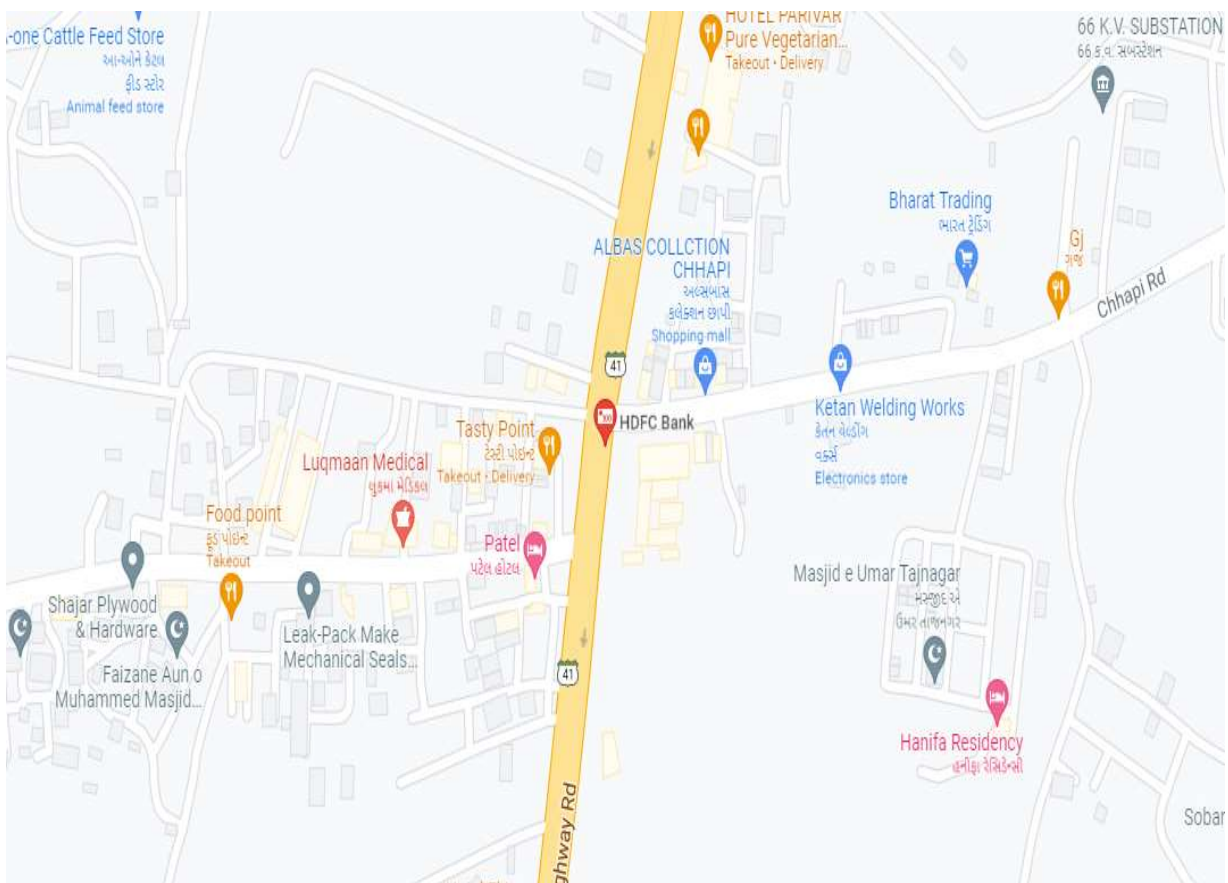 HOTEL PARIVAR
Pure Vegetarian...
Takeout • Delivery
66 K.V. SUBSTATION
66 કે.વી. સબસ્ટેશન
-one Cattle Feed Store
આ-ઓને કેટલ
ફીડ સ્ટોર
Animal feed store
Bharat Trading
ભારત ટ્રેડિંગ
Gj
ગજ
Chhapi Rd
ALBAS COLLCTION
CHHAPI
અલ્સબાસ
કલેક્શન છાપી
Shopping mall
41
HDFC Bank
Ketan Welding Works
કેતન વેલ્ડીંગ
વર્ક્સ
Electronics store
Tasty Point
ટેસ્ટી પોઇન્ટ
Takeout • Delivery
Luqmaan Medical
લુકમા મેડિકલ
Food point
ફૂડ પોઇન્ટ
Takeout
Patel
પટેલ હોટલ
Masjid e Umar Tajnagar
મસ્જીદ એ
ઉંમર તાજનગર
Shajar Plywood
& Hardware
Leak-Pack Make
Mechanical Seals...
Faizane Aun o
Muhammed Masjid...
41
Hanifa Residency
હનીફા રેસિડેન્સી
Sobar
ghway Rd